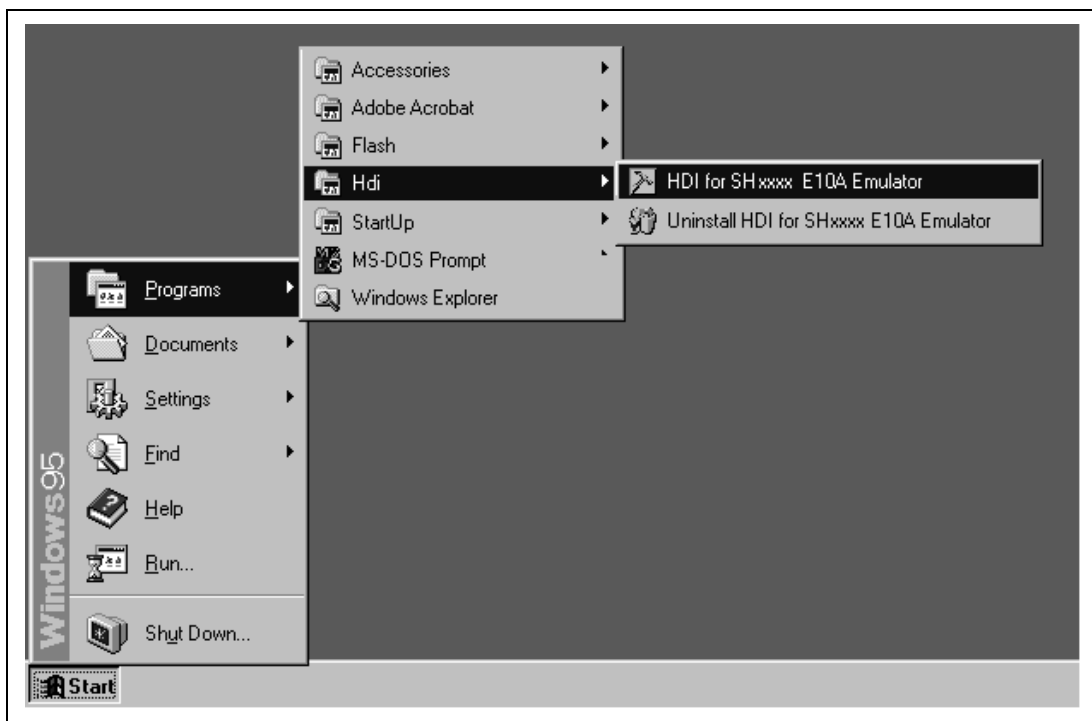 Accessories
Adobe Acrobat
Flash
Hdi
StartUp
MS-DOS Prompt
Windows Explorer
HDI for SHxxxx E10A Emulator
Uninstall HDI for SHxxxx E10A Emulator
Programs
Documents
Settings
Find
Help
Run...
Shut Down...
Windows95
Start